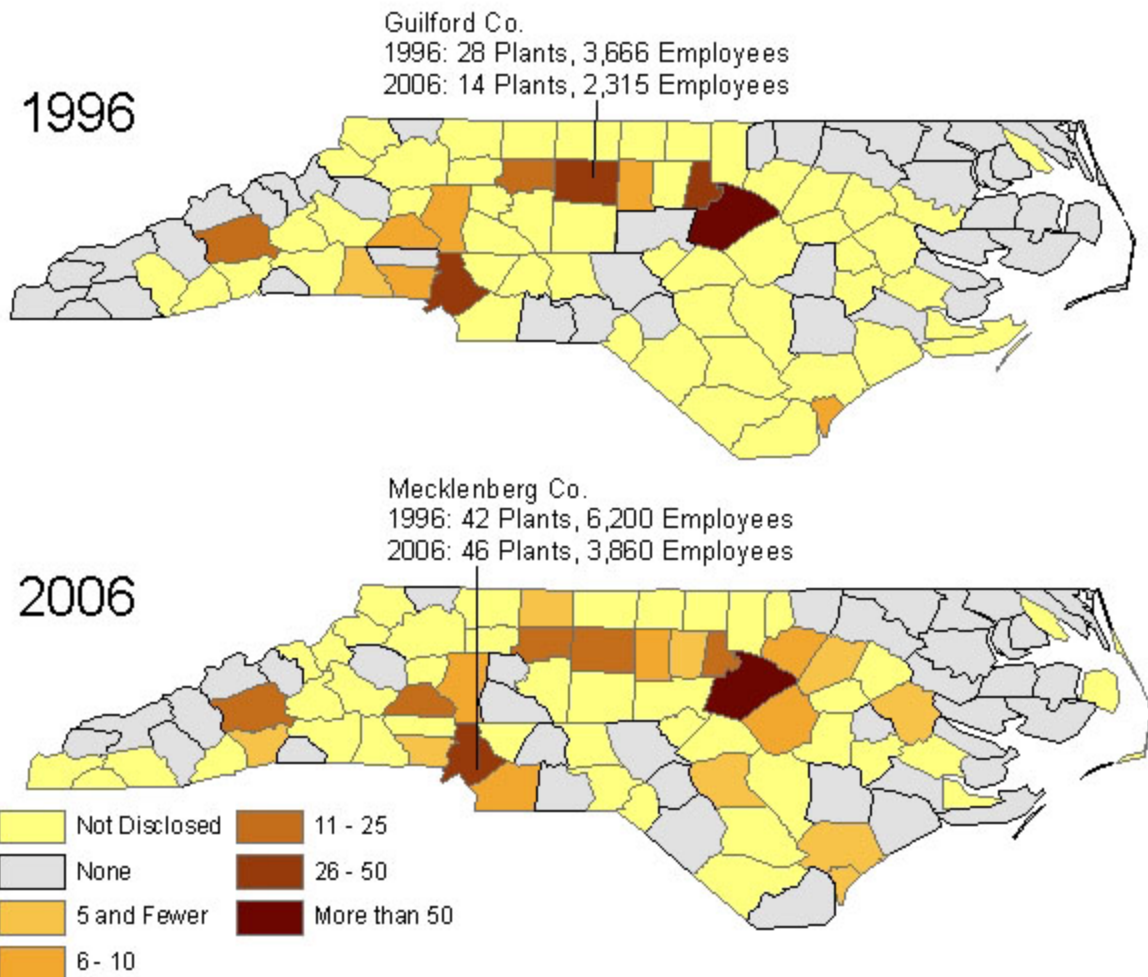 Guilford Co.
1996: 28 Plants, 3,666 Employees
2006: 14 Plants, 2,315 Employees
1996
Mecklenberg Co.
1996: 42 Plants, 6,200 Employees
2006: 46 Plants, 3,860 Employees
2006
Not Disclosed
None
5 and Fewer
6 - 10
11 - 25
26 - 50
More than 50